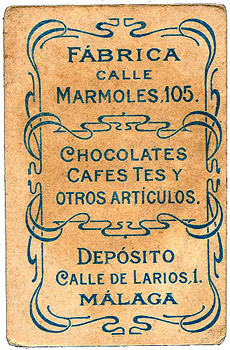 FÁBRICA
CALLE
MARMOLES, 105.
CHOCOLATES
CAFES TES Y
OTROS ARTÍCULOS.
DEPÓSITO
CALLE DE LARIOS, 1.
MÁLAGA